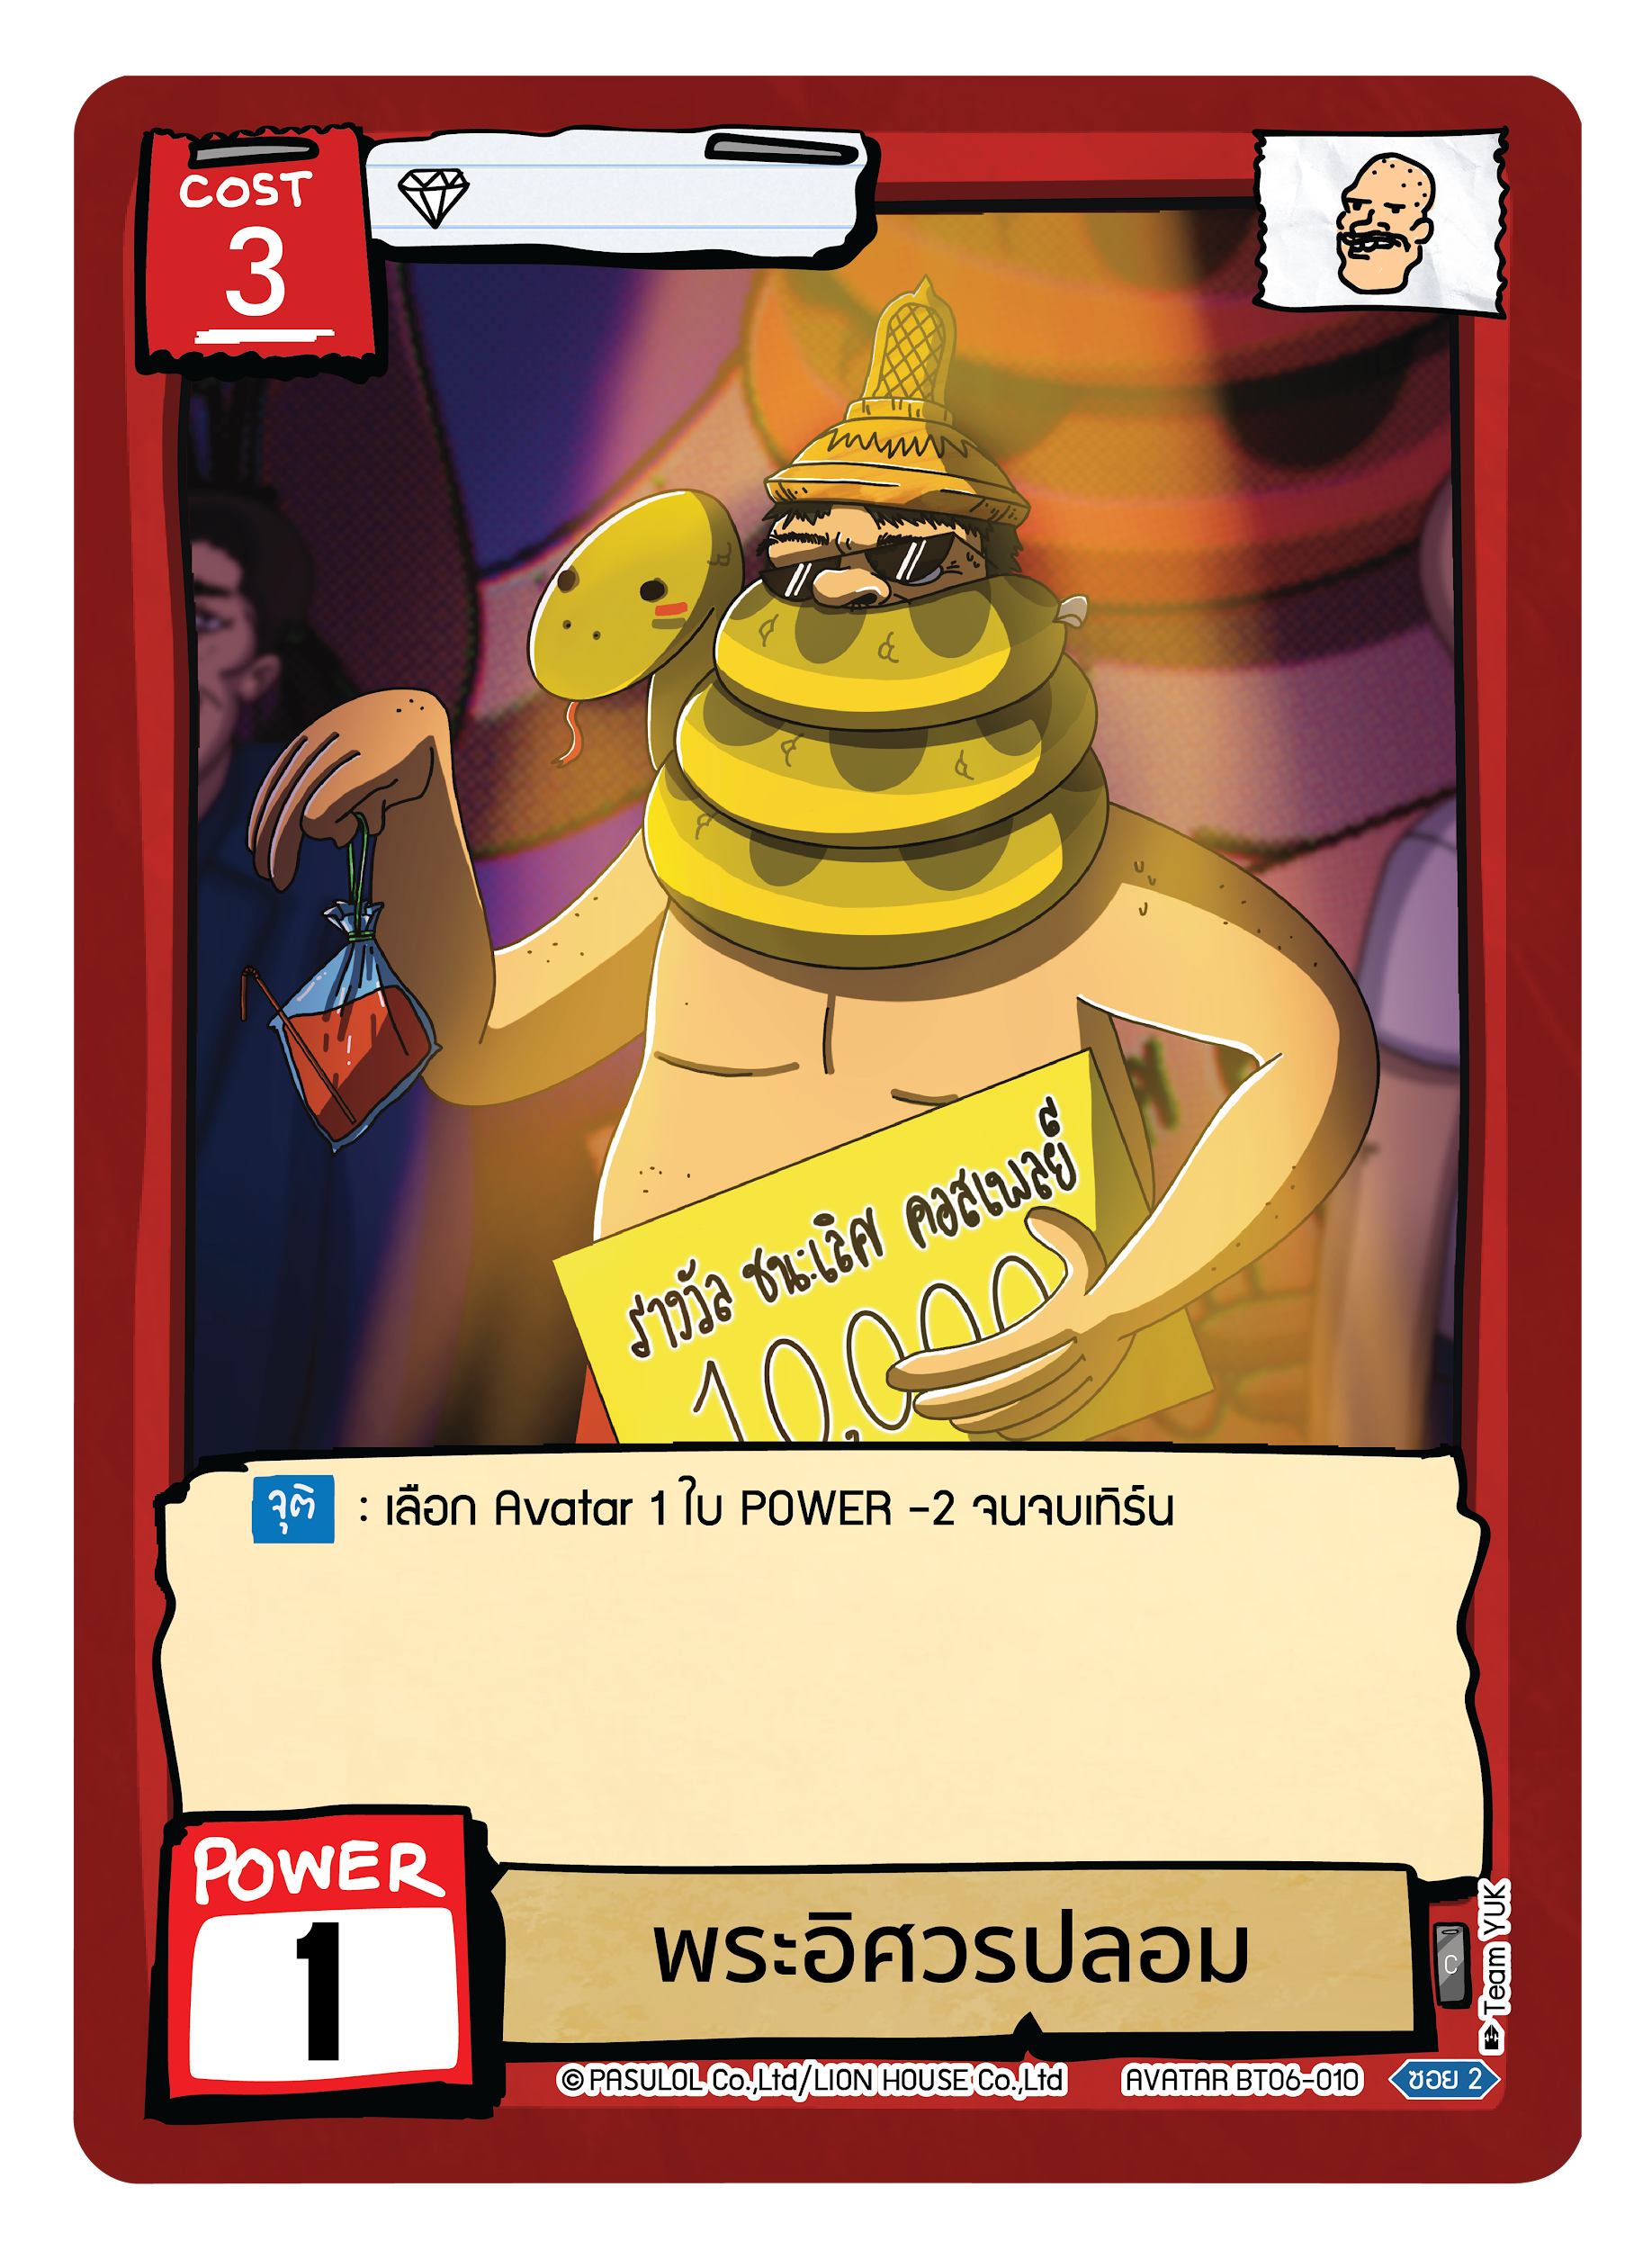 COST
3
รางวัล ชนะเลิศ คอสเพลย์
10,000
จุติ : เลือก Avatar 1 ใบ POWER -2 จนจบเทิร์น
POWER
1
พระอิศวรปลอม
C
Team YUK
©PASULOL Co.,Ltd/LION HOUSE Co.,Ltd AVATAR BT06-010 ซอย 2